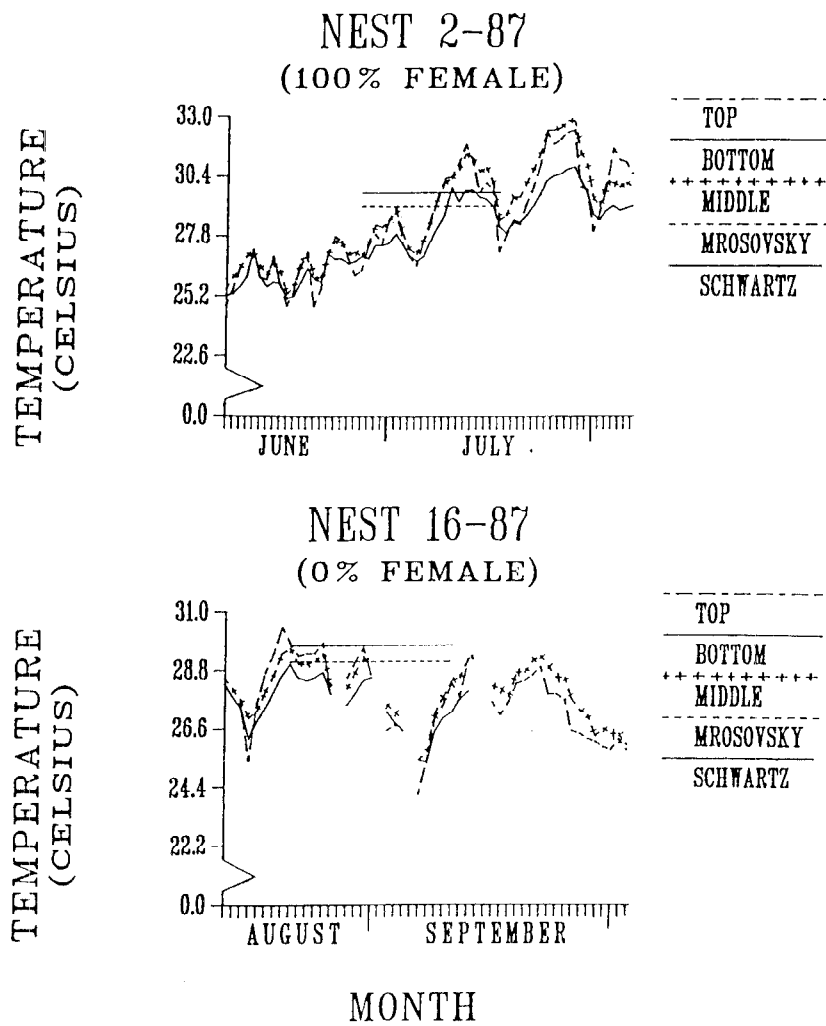 NEST 2-87
(100% FEMALE)
TEMPERATURE
(CELSIUS)
33.0
30.4
27.8
25.2
22.6
0.0
JUNE JULY
TOP
BOTTOM
MIDDLE
MROSOVSKY
SCHWARTZ
NEST 16-87
(0% FEMALE)
TEMPERATURE
(CELSIUS)
31.0
28.8
26.6
24.4
22.2
0.0
AUGUST SEPTEMBER
TOP
BOTTOM
MIDDLE
MROSOVSKY
SCHWARTZ
MONTH